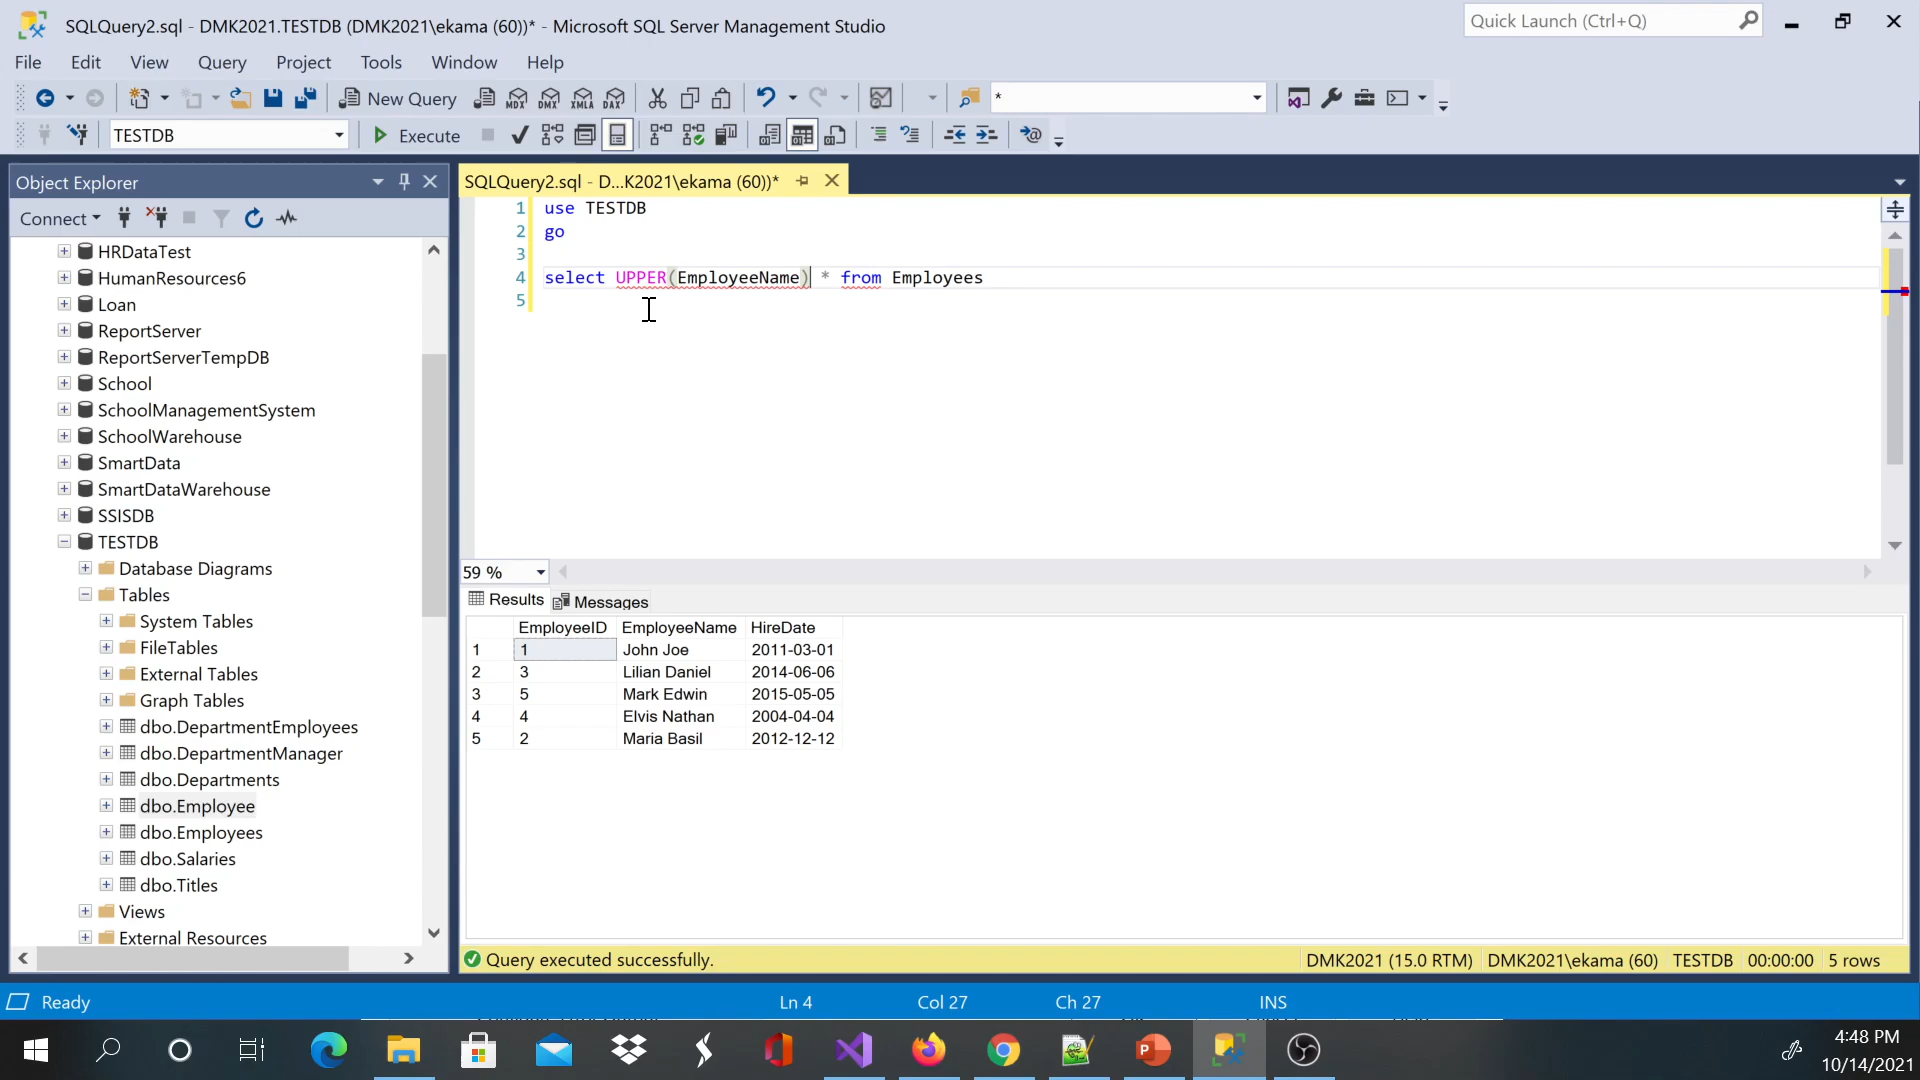 SQLQuery2.sql - DMK2021.TESTDB (DMK2021\ekama (60))* - Microsoft SQL Server Management Studio
Quick Launch (Ctrl+Q)
File Edit View Query Project Tools Window Help
New Query MDX DMX XMLA DAX *
TESTDB Execute
Object Explorer
SQLQuery2.sql - D...K2021\ekama (60))*
Connect
HRDataTest
HumanResources6
Loan
ReportServer
ReportServerTempDB
School
SchoolManagementSystem
SchoolWarehouse
SmartData
SmartDataWarehouse
SSISDB
TESTDB
Database Diagrams
Tables
System Tables
FileTables
External Tables
Graph Tables
dbo.DepartmentEmployees
dbo.DepartmentManager
dbo.Departments
dbo.Employee
dbo.Employees
dbo.Salaries
dbo.Titles
Views
External Resources
1 use TESTDB
2 go
3
4 select UPPER(EmployeeName) * from Employees
5
59 %
Results Messages
EmployeeID EmployeeName HireDate
1 1 John Joe 2011-03-01
2 3 Lilian Daniel 2014-06-06
3 5 Mark Edwin 2015-05-05
4 4 Elvis Nathan 2004-04-04
5 2 Maria Basil 2012-12-12
Query executed successfully. DMK2021 (15.0 RTM) DMK2021\ekama (60) TESTDB 00:00:00 5 rows
Ready Ln 4 Col 27 Ch 27 INS
4:48 PM
10/14/2021